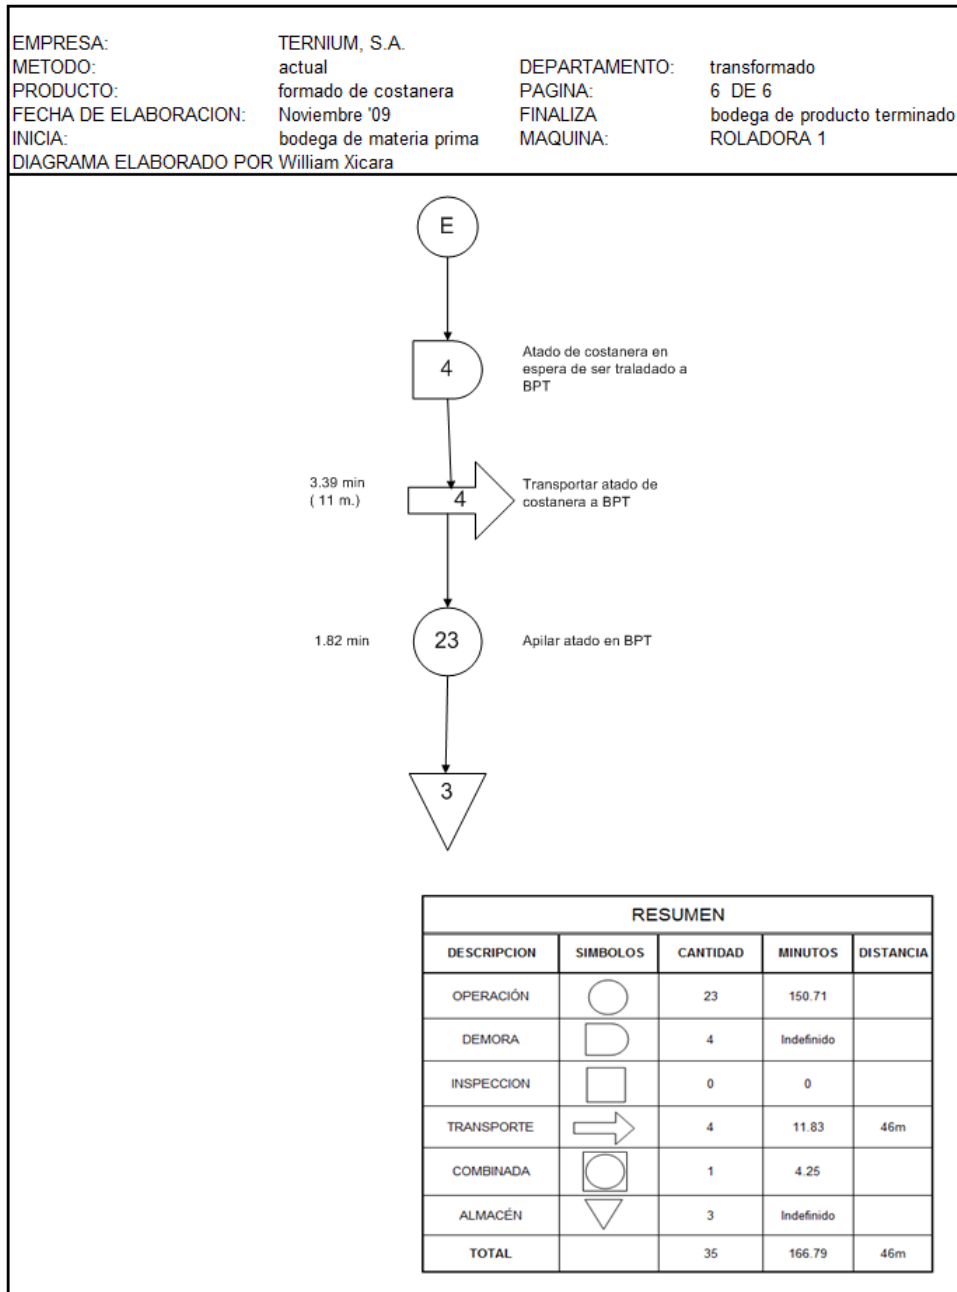 EMPRESA: TERNIUM, S.A.
METODO: actual DEPARTAMENTO: transformado
PRODUCTO: formado de costanera PAGINA: 6 DE 6
FECHA DE ELABORACION: Noviembre '09 FINALIZA bodega de producto terminado
INICIA: bodega de materia prima MAQUINA: ROLADORA 1
DIAGRAMA ELABORADO POR William Xicara
E
4
Atado de costanera en
espera de ser traladado a
BPT
3.39 min
( 11 m.)
4
Transportar atado de
costanera a BPT
1.82 min
23
Apilar atado en BPT
3
RESUMEN
DESCRIPCION SIMBOLOS CANTIDAD MINUTOS DISTANCIA
OPERACIÓN 23 150.71
DEMORA 4 Indefinido
INSPECCION 0 0
TRANSPORTE 4 11.83 46m
COMBINADA 1 4.25
ALMACÉN 3 Indefinido
TOTAL 35 166.79 46m